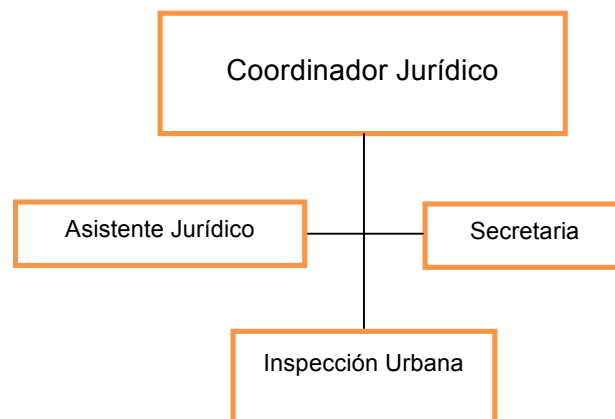 Coordinador Jurídico
Asistente Jurídico
Secretaria
Inspección Urbana